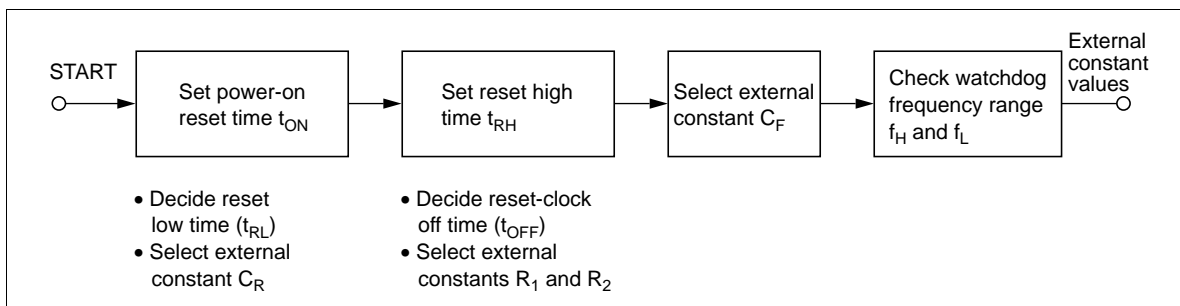 START
Set power-on
reset time tON
Set reset high
time tRH
Select external
constant CF
Check watchdog
frequency range
fH and fL
External
constant
values
• Decide reset
low time (tRL)
• Select external
constant CR
• Decide reset-clock
off time (tOFF)
• Select external
constants R1 and R2